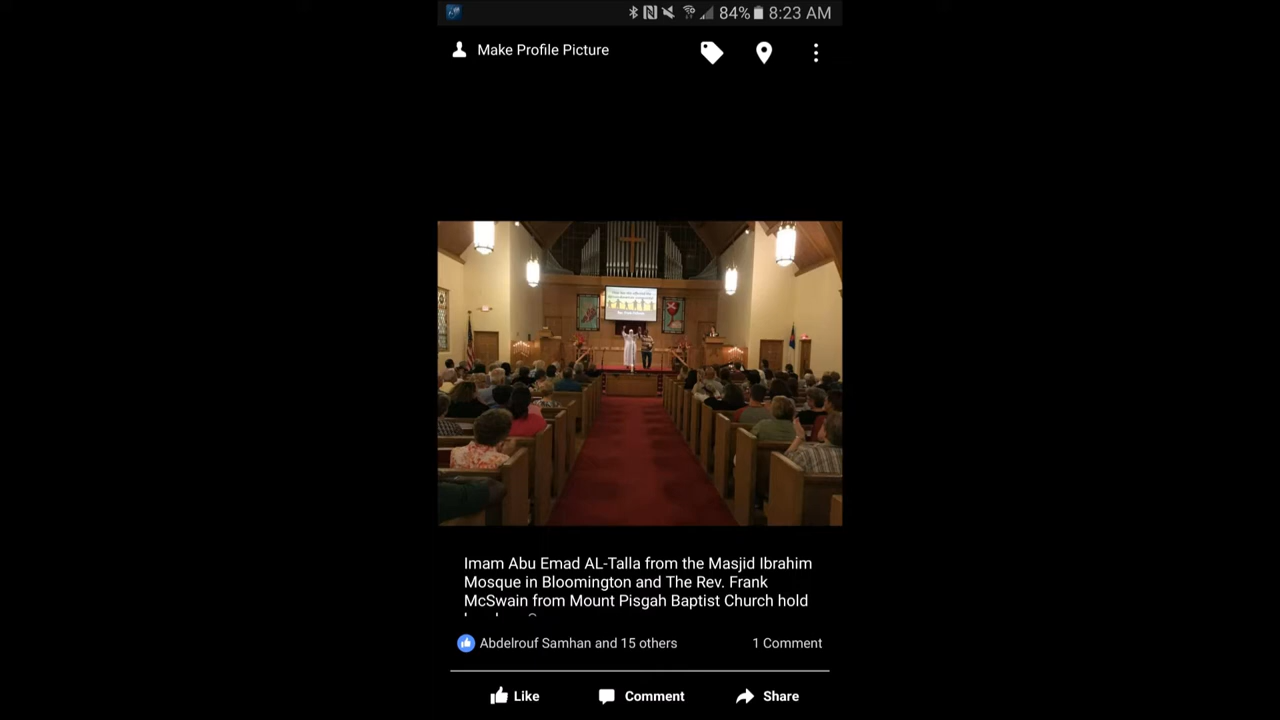 84% 8:23 AM
Make Profile Picture
Imam Abu Emad AL-Talla from the Masjid Ibrahim
Mosque in Bloomington and The Rev. Frank
McSwain from Mount Pisgah Baptist Church hold
Abdelrouf Samhan and 15 others 1 Comment
Like Comment Share